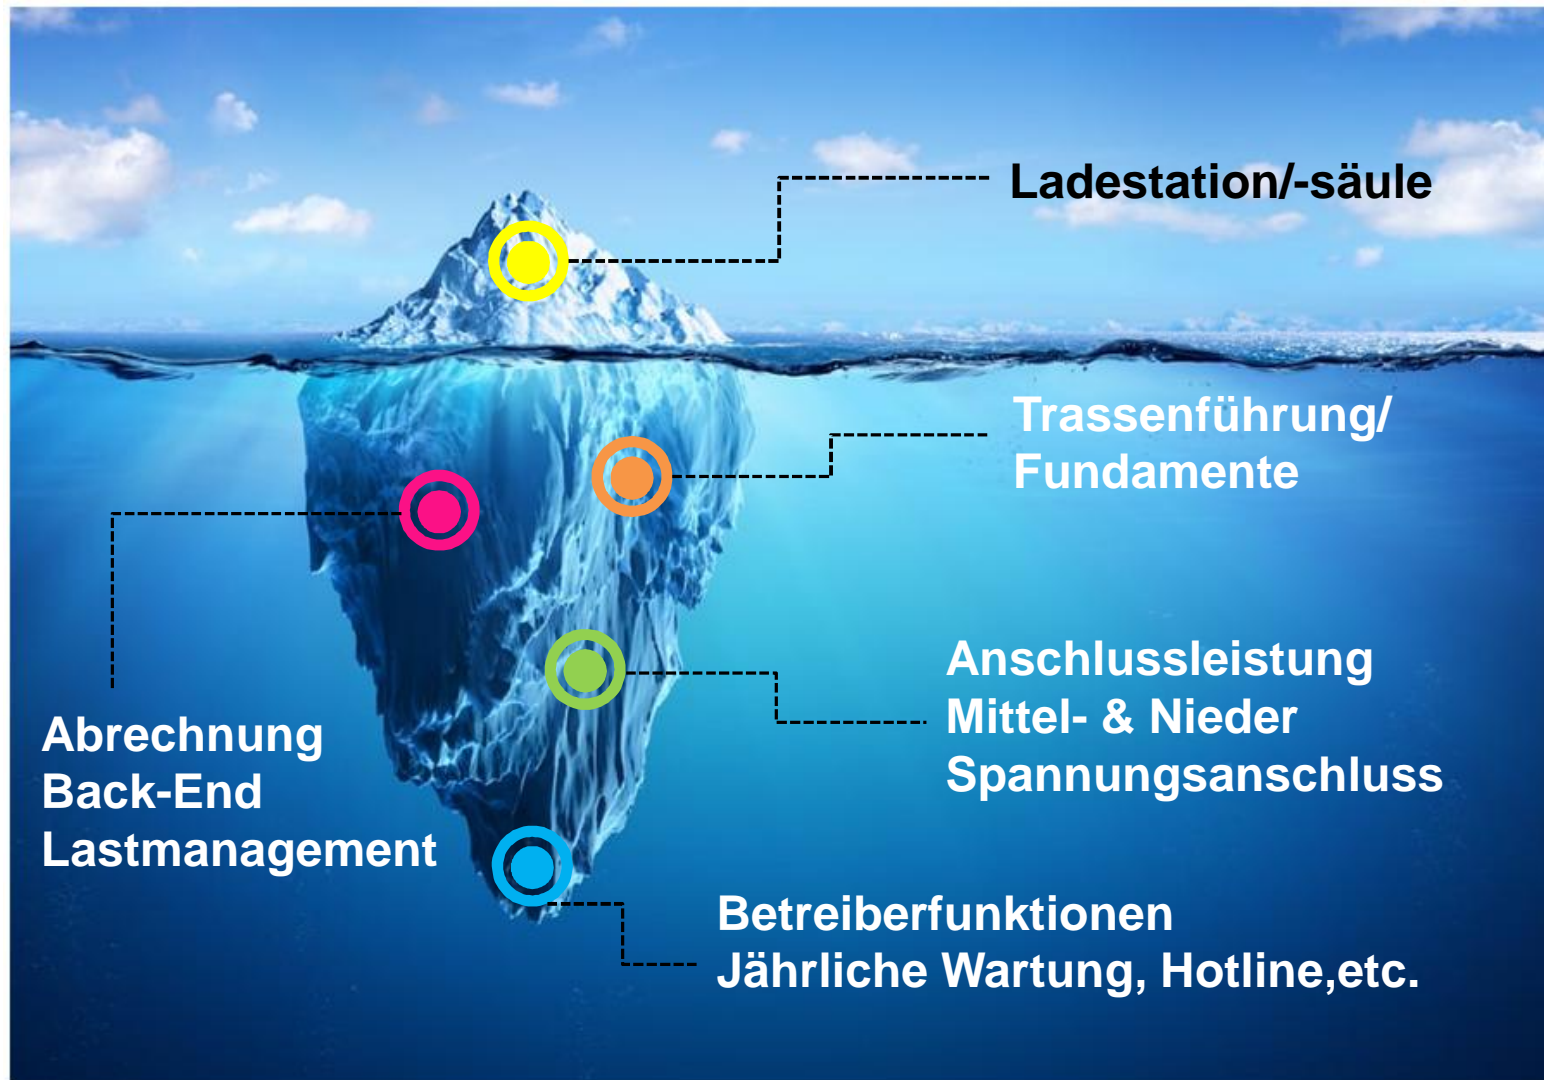 Ladestation/-säule
Trassenführung/
Fundamente
Anschlussleistung
Mittel- & Nieder
Spannungsanschluss
Abrechnung
Back-End
Lastmanagement
Betreiberfunktionen
Jährliche Wartung, Hotline,etc.